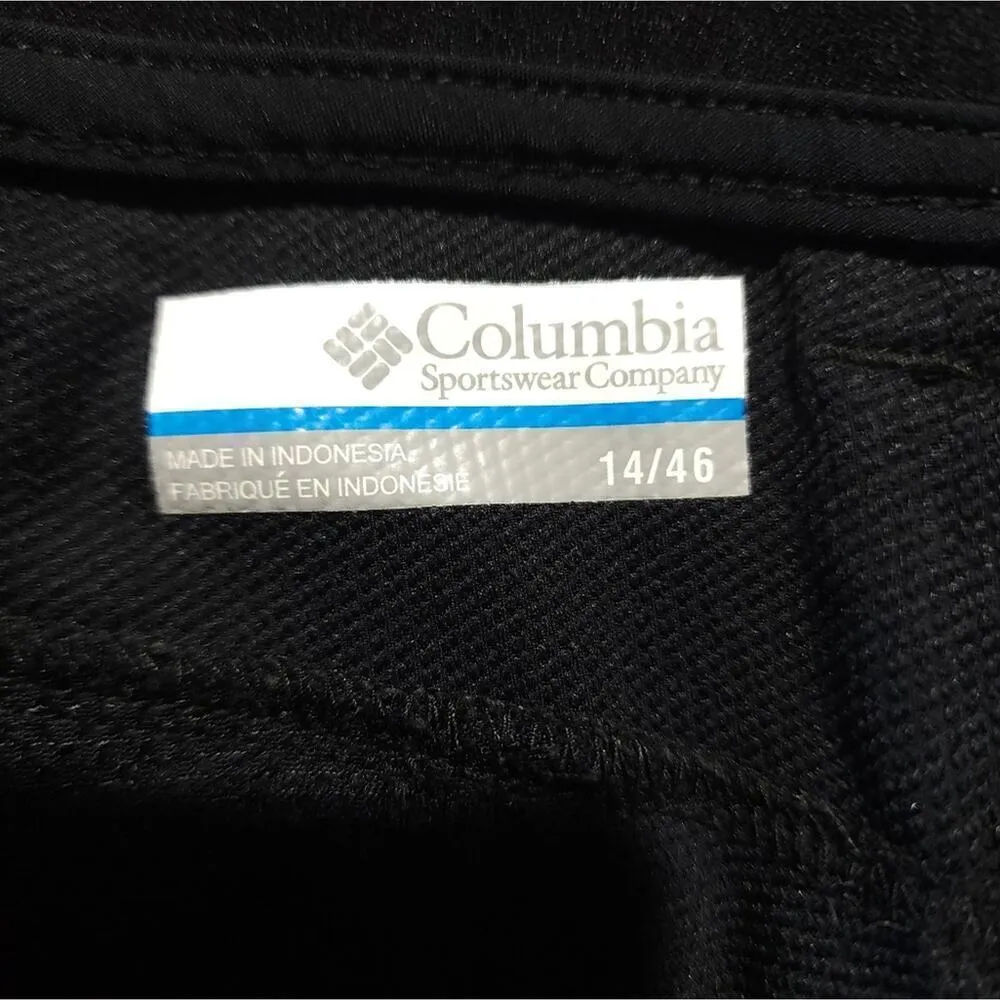 Columbia
Sportswear Company
MADE IN INDONESIA
FABRIQUÉ EN INDONÉSIE
14/46